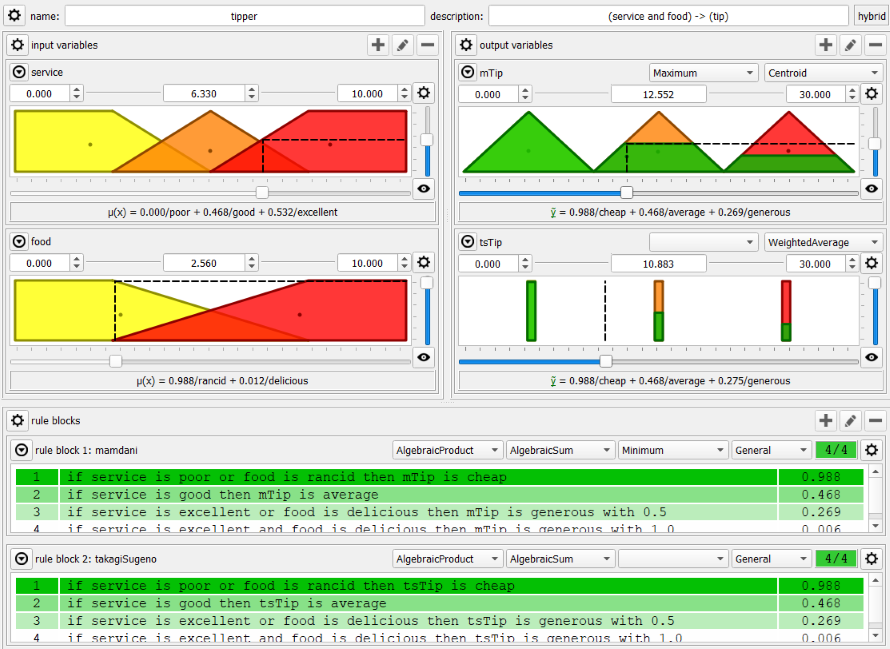 name: tipper description: (service and food) -> (tip) hybrid
input variables
service
0.000 6.330 10.000
μ(x) = 0.000/poor + 0.468/good + 0.532/excellent
food
0.000 2.560 10.000
μ(x) = 0.988/rancid + 0.012/delicious
output variables
mTip Maximum Centroid
0.000 12.552 30.000
ỹ = 0.988/cheap + 0.468/average + 0.269/generous
tsTip WeightedAverage
0.000 10.883 30.000
ỹ = 0.988/cheap + 0.468/average + 0.275/generous
rule blocks
rule block 1: mamdani AlgebraicProduct AlgebraicSum Minimum General 4/4
1 if service is poor or food is rancid then mTip is cheap 0.988
2 if service is good then mTip is average 0.468
3 if service is excellent or food is delicious then mTip is generous with 0.5 0.269
4 if service is excellent and food is delicious then mTip is generous with 1.0 0.006
rule block 2: takagiSugeno AlgebraicProduct AlgebraicSum General 4/4
1 if service is poor or food is rancid then tsTip is cheap 0.988
2 if service is good then tsTip is average 0.468
3 if service is excellent or food is delicious then tsTip is generous with 0.5 0.269
4 if service is excellent and food is delicious then tsTip is generous with 1.0 0.006